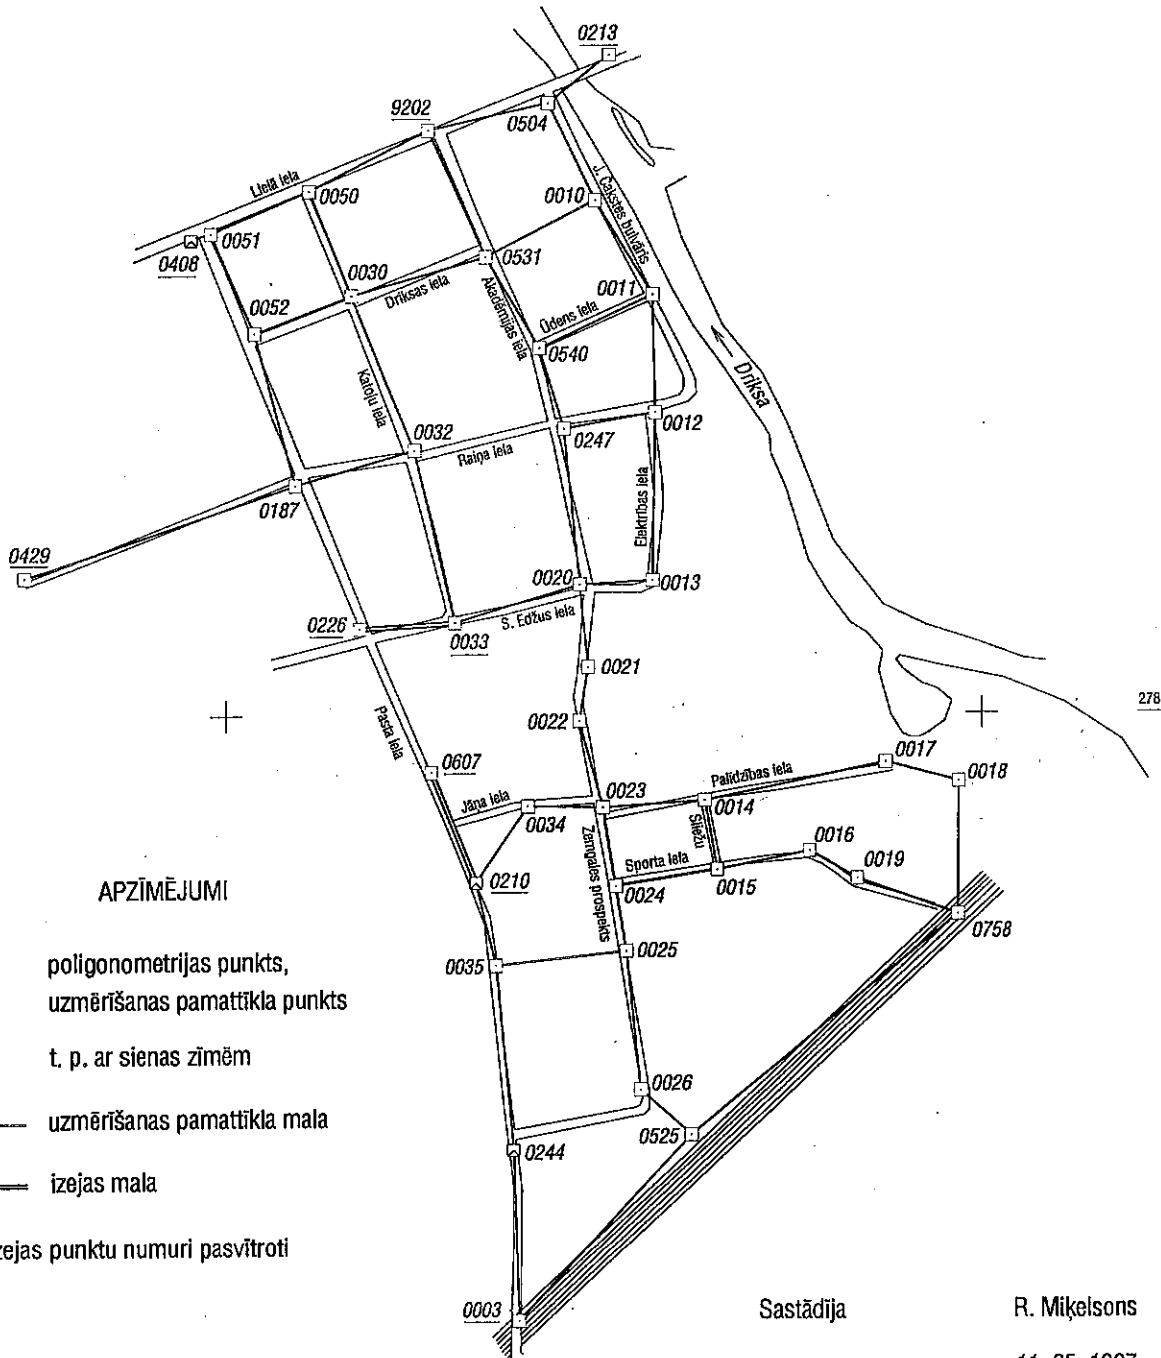 0213
9202
0504
Lielā iela
0050
0010
J. Čakstes bulvāris
0051
0408
0030
0531
0011
Driksas iela
Akadēmijas iela
Ūdens iela
0052
0540
Driksa
Katoļu iela
0032
0247
0012
Raiņa iela
0187
Elektrības iela
0429
0020
0013
0226
0033
S. Edžus iela
0021
278
Pasta iela
0022
0607
0017
Palīdzības iela
0018
Jāņa iela
0023
0034
0014
Sliežu
Zemgales prospekts
0016
Sporta iela
0019
0210
0024
0015
0758
APZĪMĒJUMI
0035
0025
poligonometrijas punkts,
uzmērīšanas pamattīkla punkts
t. p. ar sienas zīmēm
0026
uzmērīšanas pamattīkla mala
0525
0244
izejas mala
zejas punktu numuri pasvītroti
0003
Sastādīja
R. Miķelsons